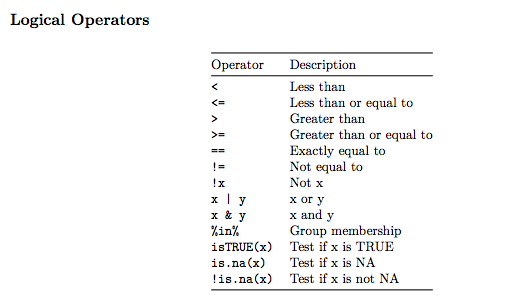 Logical Operators
Operator Description
< Less than
<= Less than or equal to
> Greater than
>= Greater than or equal to
== Exactly equal to
!= Not equal to
!x Not x
x | y x or y
x & y x and y
%in% Group membership
isTRUE(x) Test if x is TRUE
is.na(x) Test if x is NA
!is.na(x) Test if x is not NA